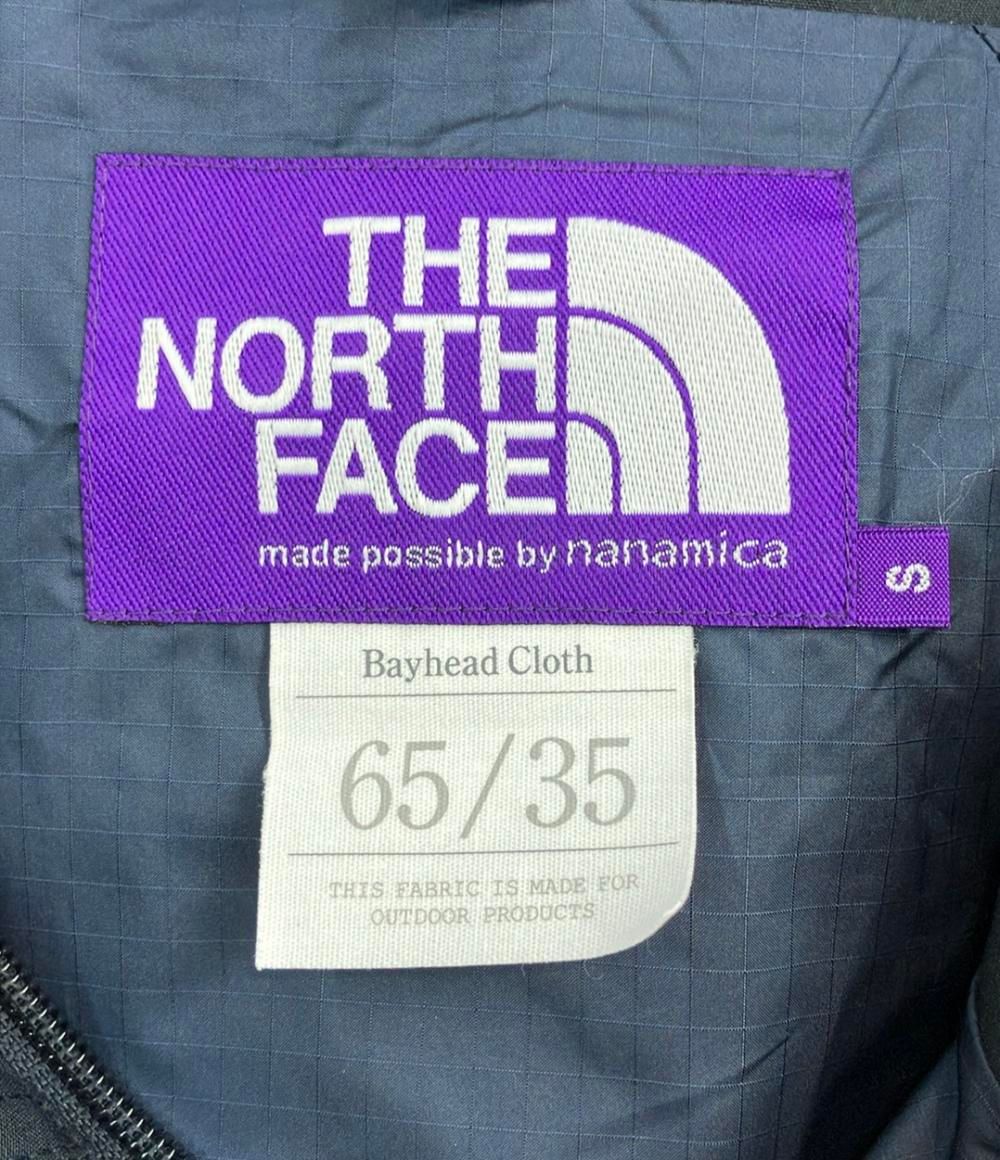 THE
NORTH
FACE
made possible by nanamica
S
Bayhead Cloth
65/35
THIS FABRIC IS MADE FOR
OUTDOOR PRODUCTS